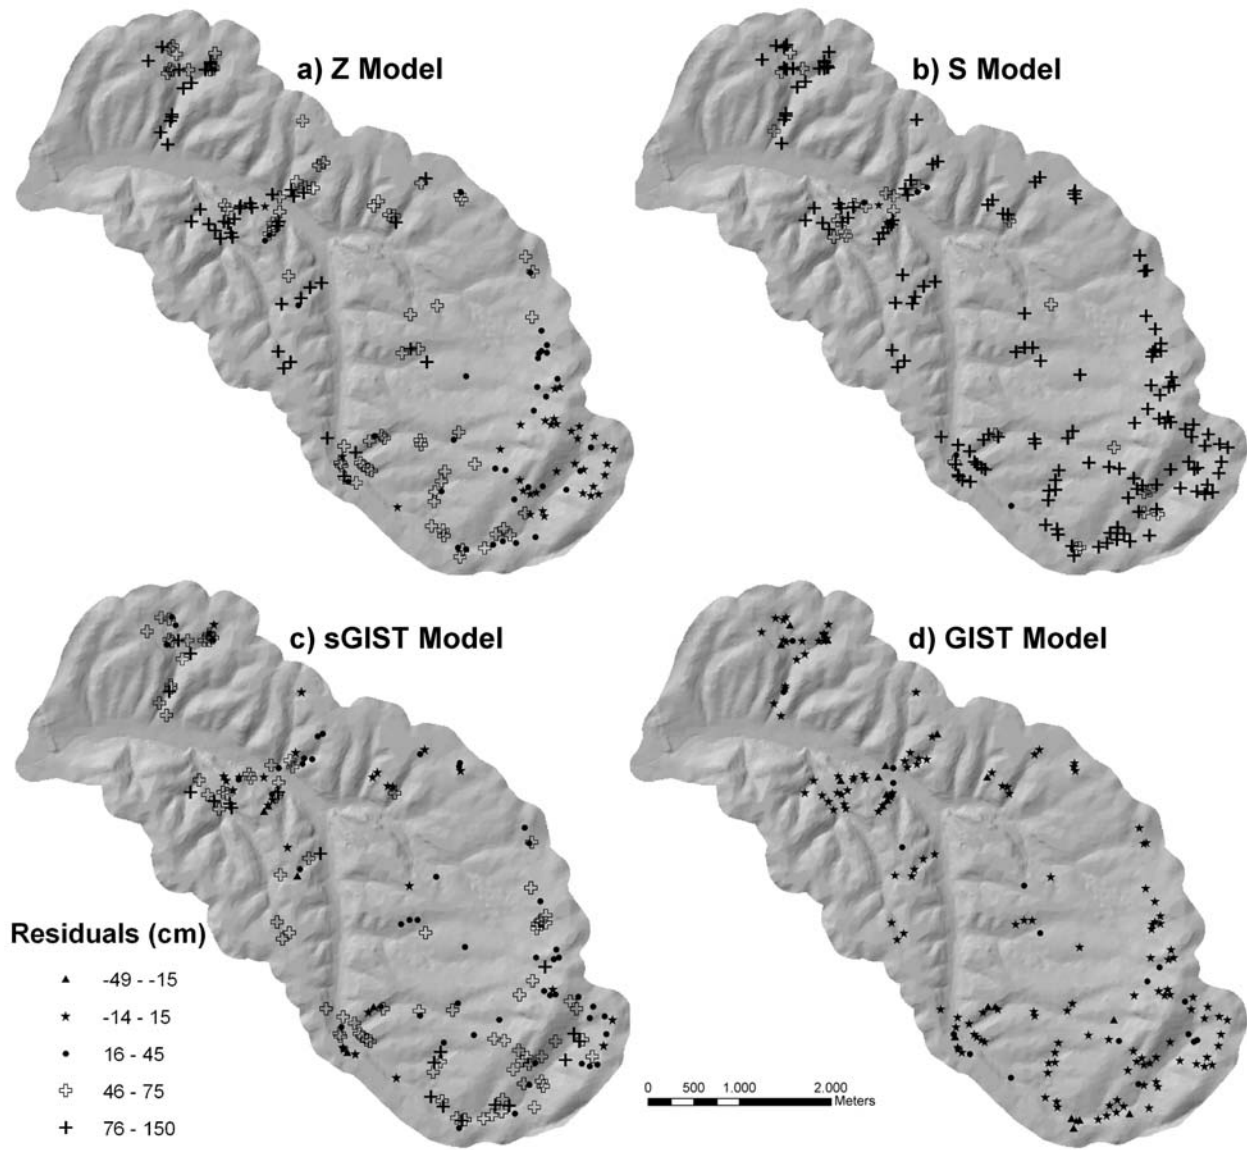 a) Z Model
b) S Model
c) sGIST Model
d) GIST Model
Residuals (cm)
-49 - -15
-14 - 15
16 - 45
46 - 75
76 - 150
0 500 1.000 2.000
Meters